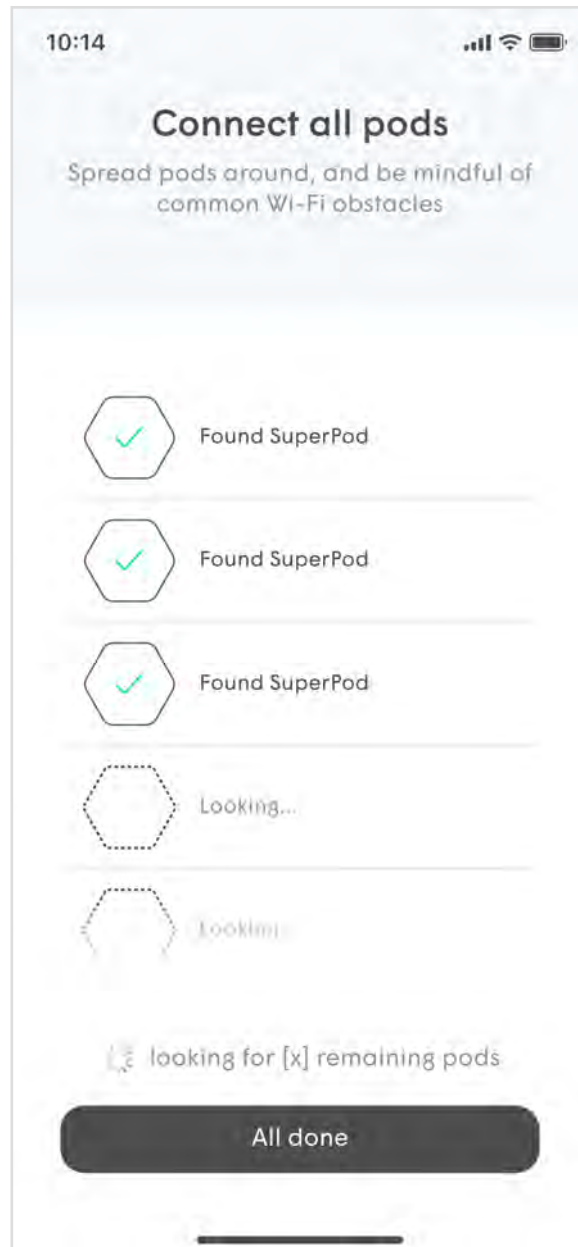 10:14
Connect all pods
Spread pods around, and be mindful of
common Wi-Fi obstacles
Found SuperPod
Found SuperPod
Found SuperPod
Looking...
Looking...
looking for [x] remaining pods
All done